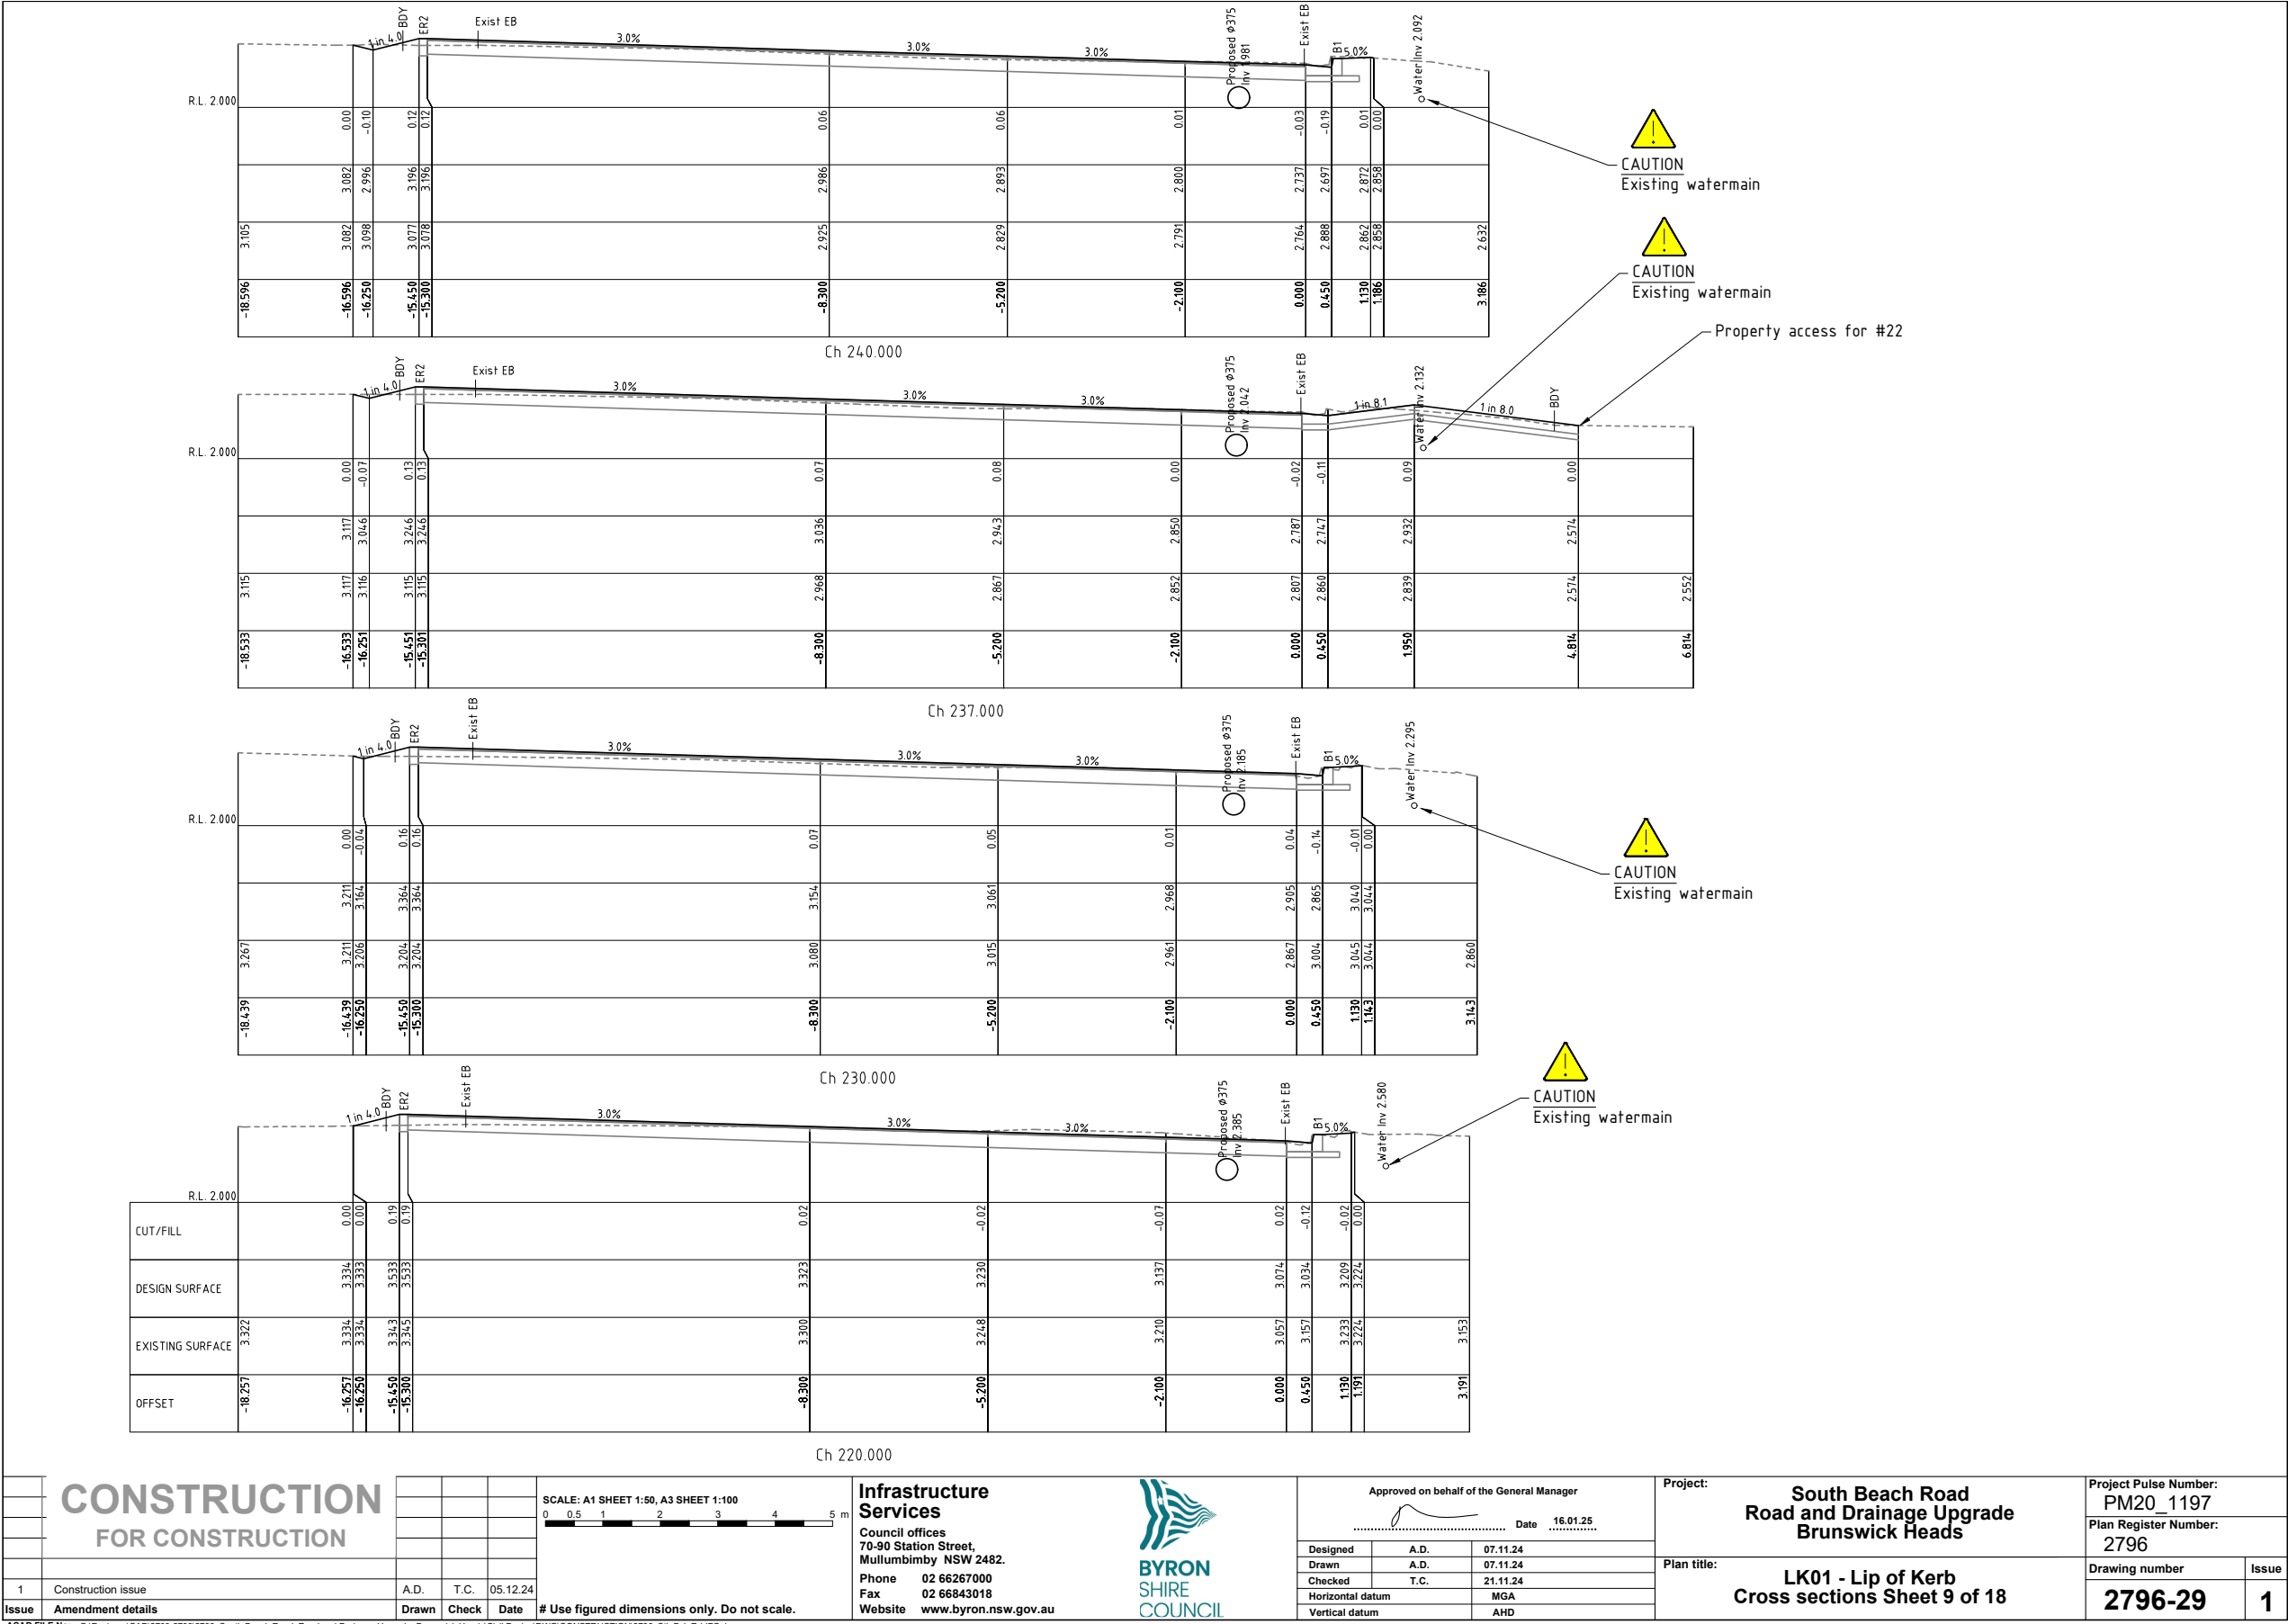 1 in 4.0
BDY
ER2
Exist EB
3.0%
3.0%
3.0%
Proposed Ø375
Inv 1.981
Exist EB
B1
5.0%
Water Inv 2.092
CAUTION
Existing watermain
R.L. 2.000
0.00 -0.10 0.12 0.12 0.06 0.06 0.01 -0.03 -0.19 0.01 0.00
3.082 2.996 3.196 3.196 2.986 2.893 2.800 2.737 2.697 2.872 2.858
3.105 3.082 3.098 3.077 3.078 2.925 2.829 2.791 2.764 2.888 2.862 2.858 2.632
-18.596 -16.596 -16.250 -15.450 -15.300 -8.300 -5.200 -2.100 0.000 0.450 1.130 1.186 3.186
Ch 240.000
1 in 4.0
BDY
ER2
Exist EB
3.0%
3.0%
3.0%
Proposed Ø375
Inv 2.042
Exist EB
1 in 8.1
Water Inv 2.132
1 in 8.0
BDY
CAUTION
Existing watermain
Property access for #22
R.L. 2.000
0.00 -0.07 0.13 0.13 0.07 0.08 0.00 -0.02 -0.11 0.09 0.00
3.117 3.046 3.246 3.246 3.036 2.943 2.850 2.787 2.747 2.932 2.574
3.115 3.117 3.116 3.115 3.115 2.968 2.867 2.852 2.807 2.860 2.839 2.574 2.552
-18.533 -16.533 -16.251 -15.451 -15.301 -8.300 -5.200 -2.100 0.000 0.450 1.950 4.814 6.814
Ch 237.000
1 in 4.0
BDY
ER2
Exist EB
3.0%
3.0%
3.0%
Proposed Ø375
Inv 2.185
Exist EB
B1
5.0%
Water Inv 2.295
CAUTION
Existing watermain
R.L. 2.000
0.00 -0.04 0.16 0.16 0.07 0.05 0.01 0.04 -0.14 -0.01 0.00
3.211 3.164 3.364 3.364 3.154 3.061 2.968 2.905 2.865 3.040 3.044
3.267 3.211 3.206 3.204 3.204 3.080 3.015 2.961 2.867 3.004 3.045 3.044 2.860
-18.439 -16.439 -16.250 -15.450 -15.300 -8.300 -5.200 -2.100 0.000 0.450 1.130 1.143 3.143
Ch 230.000
1 in 4.0
BDY
ER2
Exist EB
3.0%
3.0%
3.0%
Proposed Ø375
Inv 2.385
Exist EB
B1
5.0%
Water Inv 2.580
CAUTION
Existing watermain
R.L. 2.000
CUT/FILL 0.00 0.00 0.19 0.19 0.02 -0.02 -0.07 0.02 -0.12 -0.02 0.00
DESIGN SURFACE 3.334 3.333 3.533 3.533 3.323 3.230 3.137 3.074 3.034 3.209 3.224
EXISTING SURFACE 3.322 3.334 3.334 3.343 3.345 3.300 3.248 3.210 3.057 3.157 3.233 3.224 3.153
OFFSET -18.257 -16.257 -16.250 -15.450 -15.300 -8.300 -5.200 -2.100 0.000 0.450 1.130 1.191 3.191
Ch 220.000
CONSTRUCTION
FOR CONSTRUCTION
1 Construction issue A.D. T.C. 05.12.24
Issue Amendment details Drawn Check Date
SCALE: A1 SHEET 1:50, A3 SHEET 1:100
0 0.5 1 2 3 4 5 m
# Use figured dimensions only. Do not scale.
Infrastructure
Services
Council offices
70-90 Station Street,
Mullumbimby NSW 2482.
Phone 02 66267000
Fax 02 66843018
Website www.byron.nsw.gov.au
BYRON
SHIRE
COUNCIL
Approved on behalf of the General Manager
Date 16.01.25
Designed A.D. 07.11.24
Drawn A.D. 07.11.24
Checked T.C. 21.11.24
Horizontal datum MGA
Vertical datum AHD
Project:
South Beach Road
Road and Drainage Upgrade
Brunswick Heads
Plan title:
LK01 - Lip of Kerb
Cross sections Sheet 9 of 18
Project Pulse Number:
PM20_1197
Plan Register Number:
2796
Drawing number Issue
2796-29 1